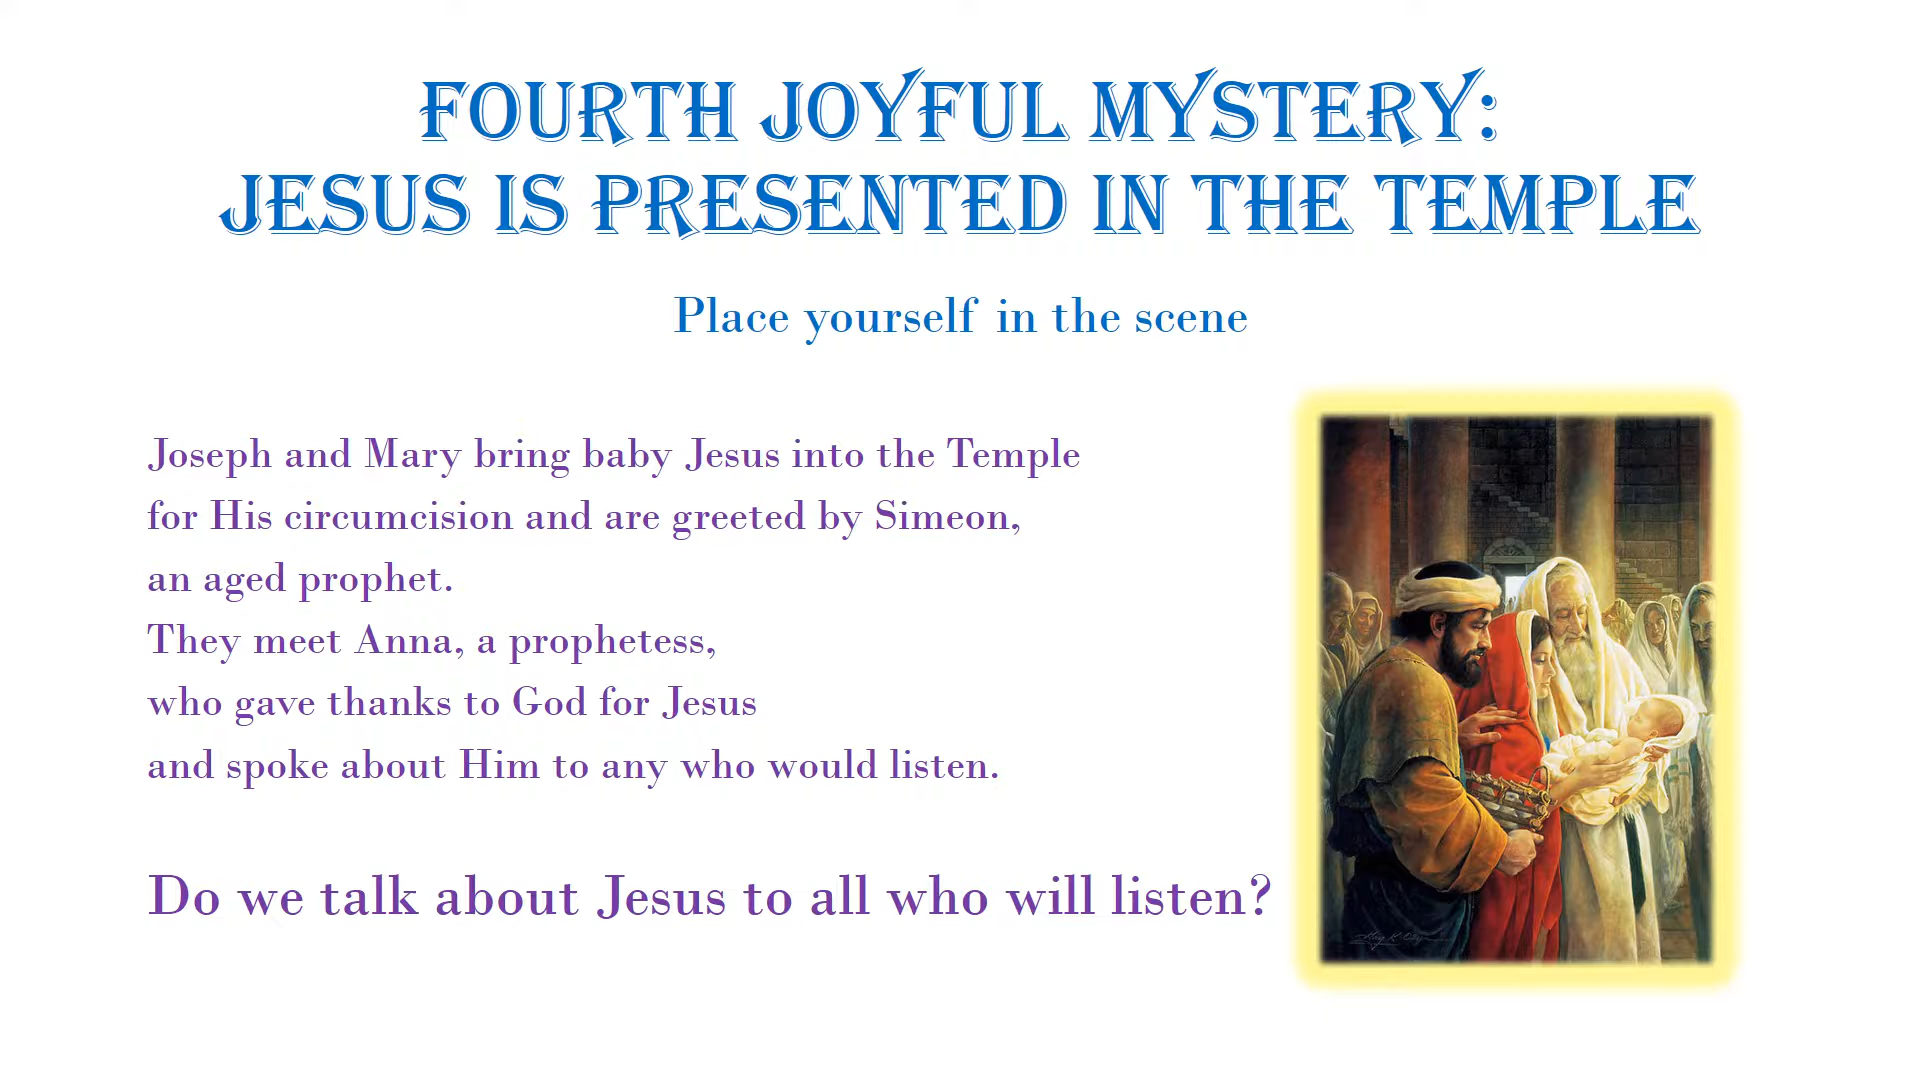 FOURTH JOYFUL MYSTERY:
JESUS IS PRESENTED IN THE TEMPLE
Place yourself in the scene
Joseph and Mary bring baby Jesus into the Temple
for His circumcision and are greeted by Simeon,
an aged prophet.
They meet Anna, a prophetess,
who gave thanks to God for Jesus
and spoke about Him to any who would listen.
Do we talk about Jesus to all who will listen?